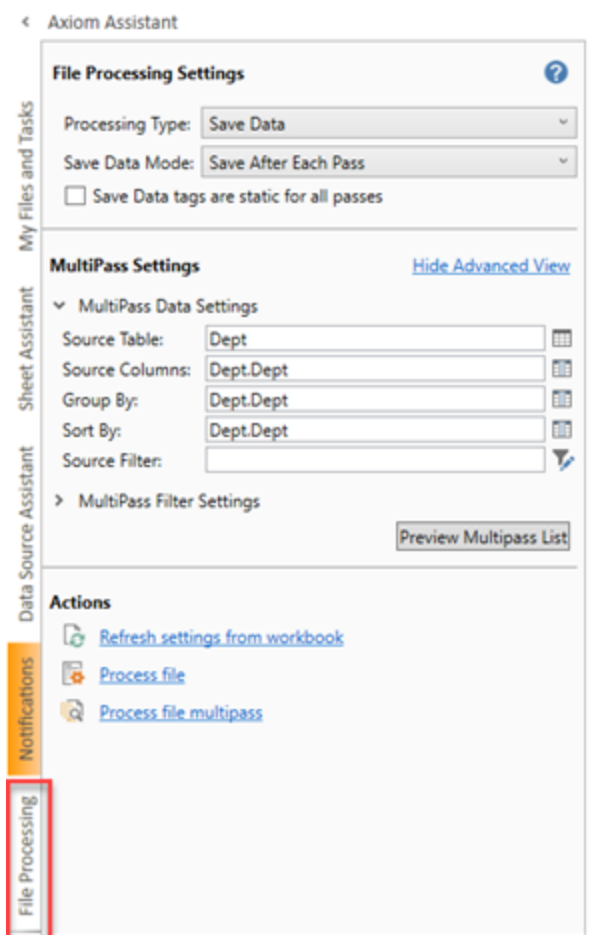 Axiom Assistant
File Processing Settings
Processing Type: Save Data
Save Data Mode: Save After Each Pass
Save Data tags are static for all passes
MultiPass Settings Hide Advanced View
MultiPass Data Settings
Source Table: Dept
Source Columns: Dept.Dept
Group By: Dept.Dept
Sort By: Dept.Dept
Source Filter:
MultiPass Filter Settings
Preview Multipass List
Actions
Refresh settings from workbook
Process file
Process file multipass
My Files and Tasks
Sheet Assistant
Data Source Assistant
Notifications
File Processing